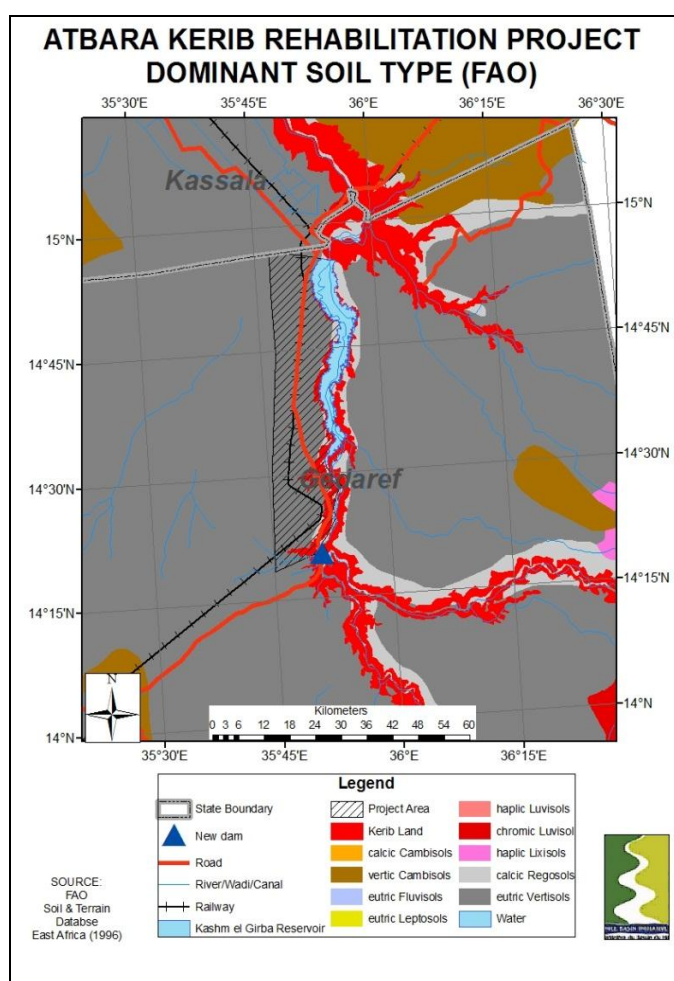 ATBARA KERIB REHABILITATION PROJECT
DOMINANT SOIL TYPE (FAO)
35°30'E 35°45'E 36°E 36°15'E 36°30'E
Kassala
15°N 15°N
14°45'N 14°45'N
14°30'N 14°30'N
Gedaref
14°15'N 14°15'N
14°N 14°N
N
Kilometers
0 3 6 12 18 24 30 36 42 48 54 60
35°30'E 35°45'E 36°E 36°15'E
Legend
State Boundary
New dam
Road
River/Wadi/Canal
Railway
Kashm el Girba Reservoir
Project Area
Kerib Land
calcic Cambisols
vertic Cambisols
eutric Fluvisols
eutric Leptosols
haplic Luvisols
chromic Luvisol
haplic Lixisols
calcic Regosols
eutric Vertisols
Water
SOURCE:
FAO
Soil & Terrain
Databse
East Africa (1996)
NILE BASIN INITIATIVE